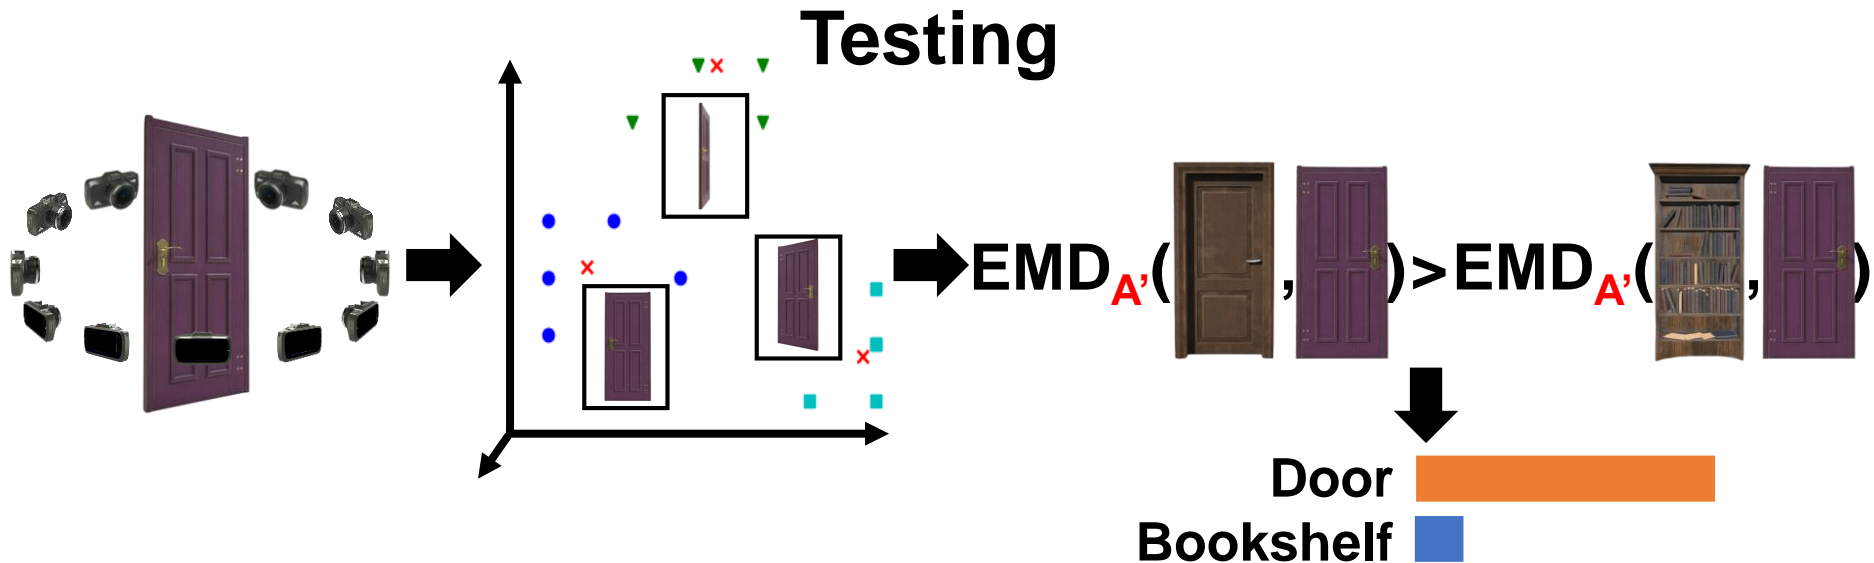 Testing
EMDA'( , ) > EMDA'( , )
Door
Bookshelf